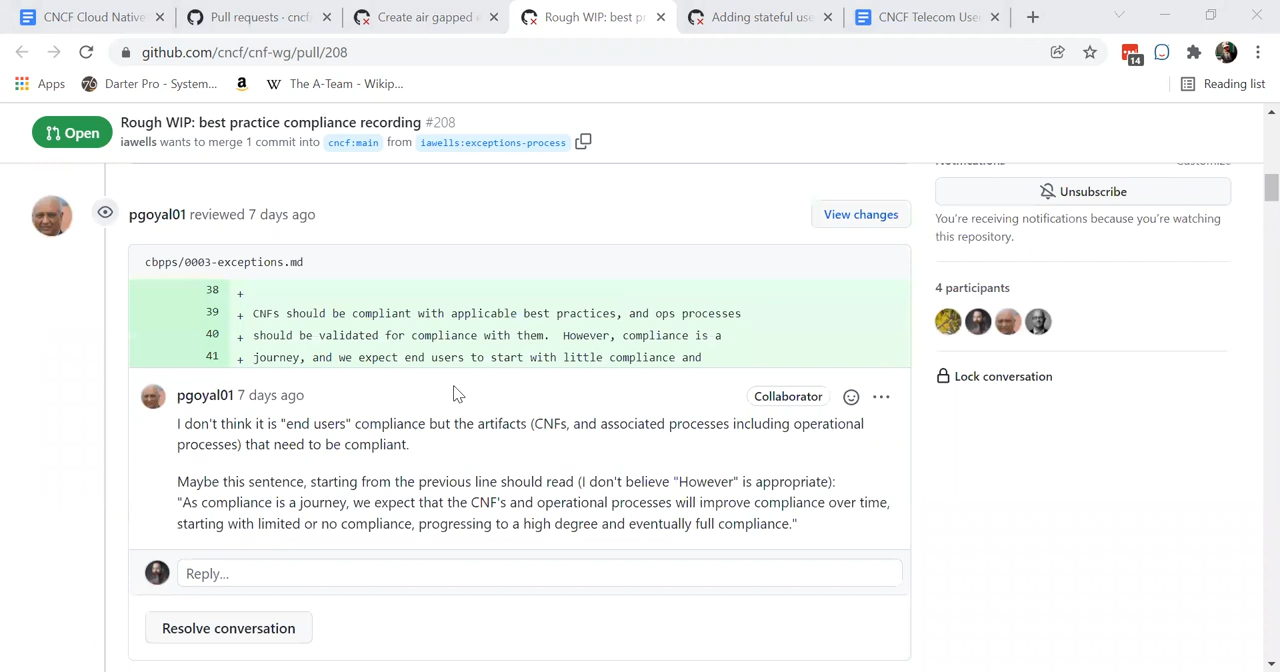 CNCF Cloud Native
Pull requests · cncf
Create air gapped
Rough WIP: best pr
Adding stateful use
CNCF Telecom User
github.com/cncf/cnf-wg/pull/208
14
Apps
Darter Pro - System...
a
W The A-Team - Wikip...
Reading list
Open
Rough WIP: best practice compliance recording #208
iawells wants to merge 1 commit into cncf:main from iawells:exceptions-process
Customize
Unsubscribe
You're receiving notifications because you're watching
this repository.
4 participants
Lock conversation
pgoyal01 reviewed 7 days ago
View changes
cbpps/0003-exceptions.md
38 +
39 + CNFs should be compliant with applicable best practices, and ops processes
40 + should be validated for compliance with them.  However, compliance is a
41 + journey, and we expect end users to start with little compliance and
pgoyal01 7 days ago
Collaborator
I don't think it is "end users" compliance but the artifacts (CNFs, and associated processes including operational
processes) that need to be compliant.
Maybe this sentence, starting from the previous line should read (I don't believe "However" is appropriate):
"As compliance is a journey, we expect that the CNF's and operational processes will improve compliance over time,
starting with limited or no compliance, progressing to a high degree and eventually full compliance."
Reply...
Resolve conversation